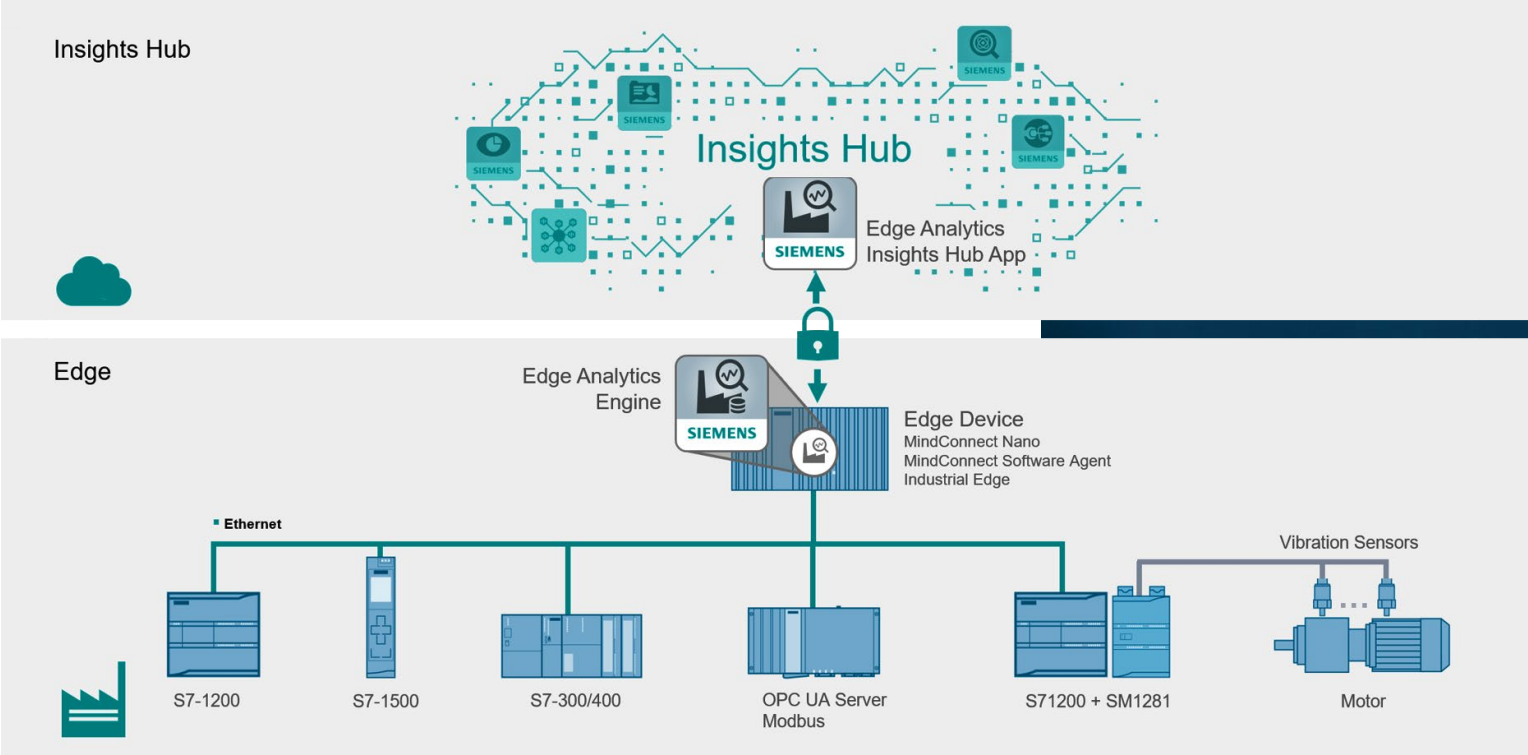 Insights Hub
SIEMENS
SIEMENS
SIEMENS
SIEMENS
Insights Hub
Edge Analytics
Insights Hub App
SIEMENS
Edge
Edge Analytics
Engine
SIEMENS
Edge Device
MindConnect Nano
MindConnect Software Agent
Industrial Edge
Ethernet
Vibration Sensors
S7-1200
S7-1500
S7-300/400
OPC UA Server
Modbus
S71200 + SM1281
Motor